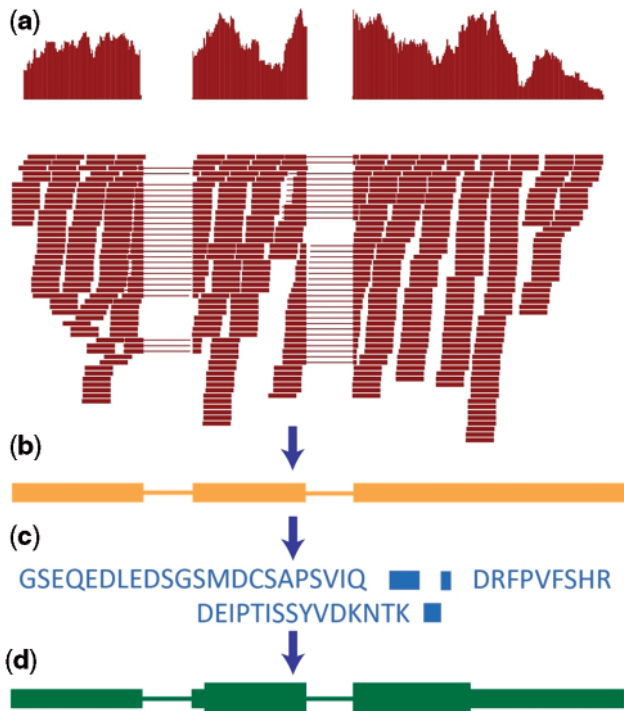 (a)
(b)
(c)
GSEQEDLEDSGSMDCSAPSVIQ DRFPVFSHR
DEIPTISSYVDKNTK
(d)